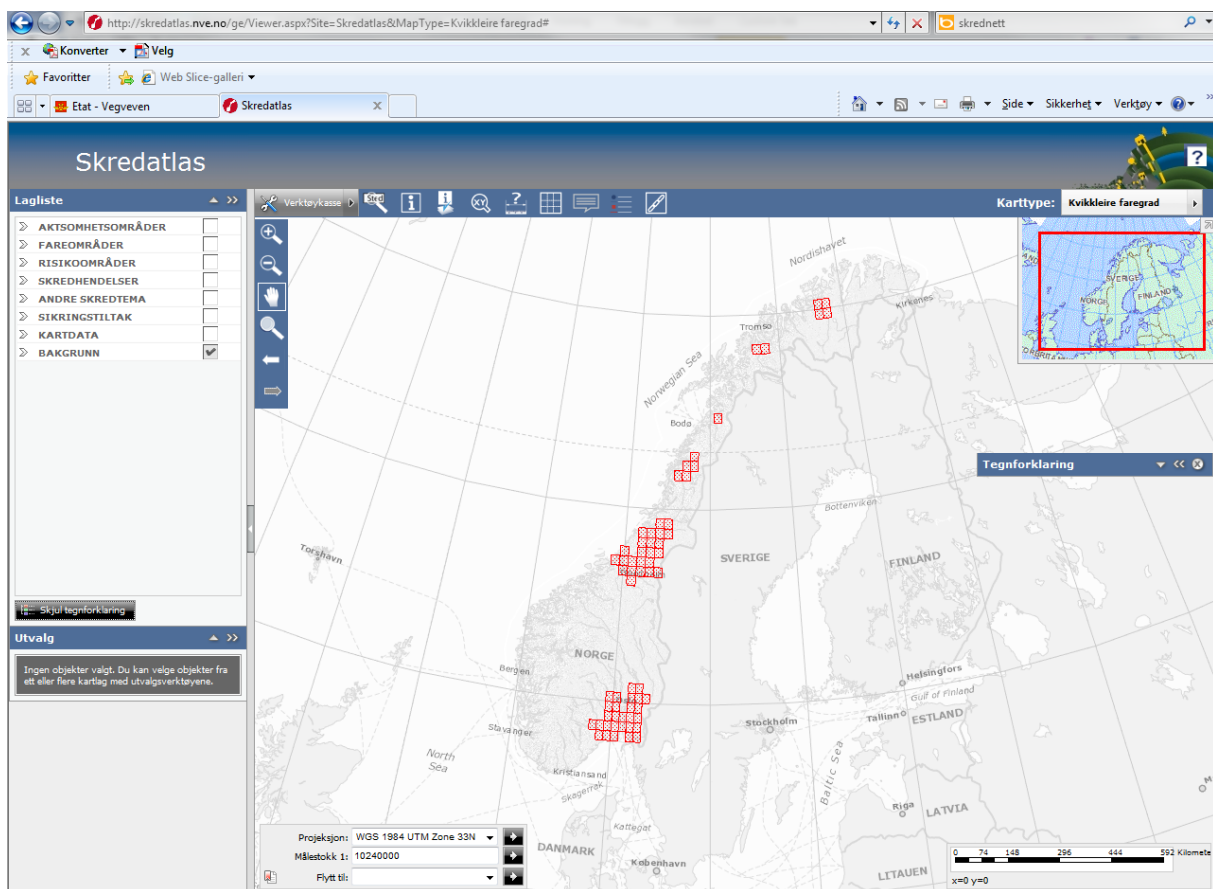 http://skredatlas.nve.no/ge/Viewer.aspx?Site=Skredatlas&MapType=Kvikkleire faregrad#
skrednett
x Konverter Velg
Favoritter Web Slice-galleri
Etat - Vegveven Skredatlas x
Side Sikkerhet Verktøy
Skredatlas
?
Lagliste
Verktøykasse
Sted
XY
Karttype: Kvikkleire faregrad
AKTSOMHETSOMRÅDER
FAREOMRÅDER
RISIKOOMRÅDER
SKREDHENDELSER
ANDRE SKREDTEMA
SIKRINGSTILTAK
KARTDATA
BAKGRUNN
Skjul tegnforklaring
Utvalg
Ingen objekter valgt. Du kan velge objekter fra
ett eller flere kartlag med utvalgsverktøyene.
Nordishavet
Kirkenes
Tromsø
Norwegian Sea
Bodø
SVERIGE
NORGE
FINLAND
Tegnforklaring
Bottenviken
Torshavn
SVERIGE
FINLAND
NORGE
Bergen
Helsingfors
Gulf of Finland
Stockholm
Tallinn
ESTLAND
Stavanger
North
Sea
Kristiansand
Skagerrak
Baltic Sea
Riga
LATVIA
Kattegat
DANMARK
København
LITAUEN
Projeksjon: WGS 1984 UTM Zone 33N
Målestokk 1: 10240000
Flytt til:
0 74 148 296 444 592 Kilomete
x=0 y=0